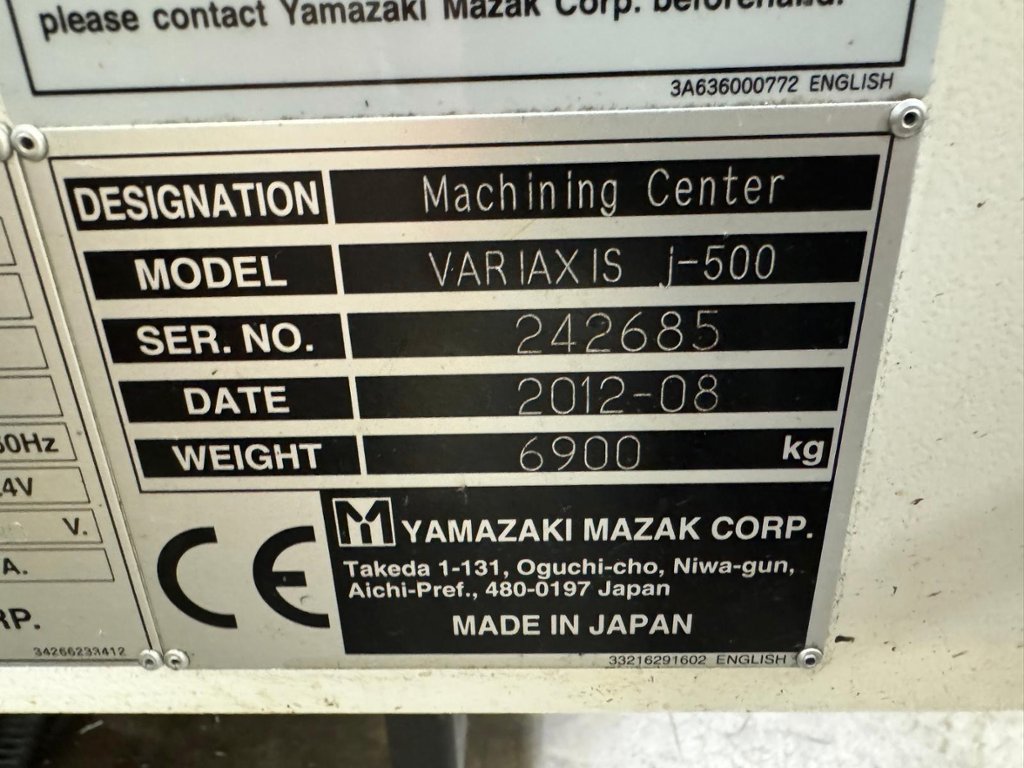 please contact Yamazaki Mazak Corp. beforehand.
3A636000772 ENGLISH
DESIGNATION Machining Center
MODEL VARIAXIS j-500
SER. NO. 242685
DATE 2012-08
WEIGHT 6900 kg
60Hz
V.
A.
34266233412
CE
YAMAZAKI MAZAK CORP.
Takeda 1-131, Oguchi-cho, Niwa-gun,
Aichi-Pref., 480-0197 Japan
MADE IN JAPAN
33216291602 ENGLISH